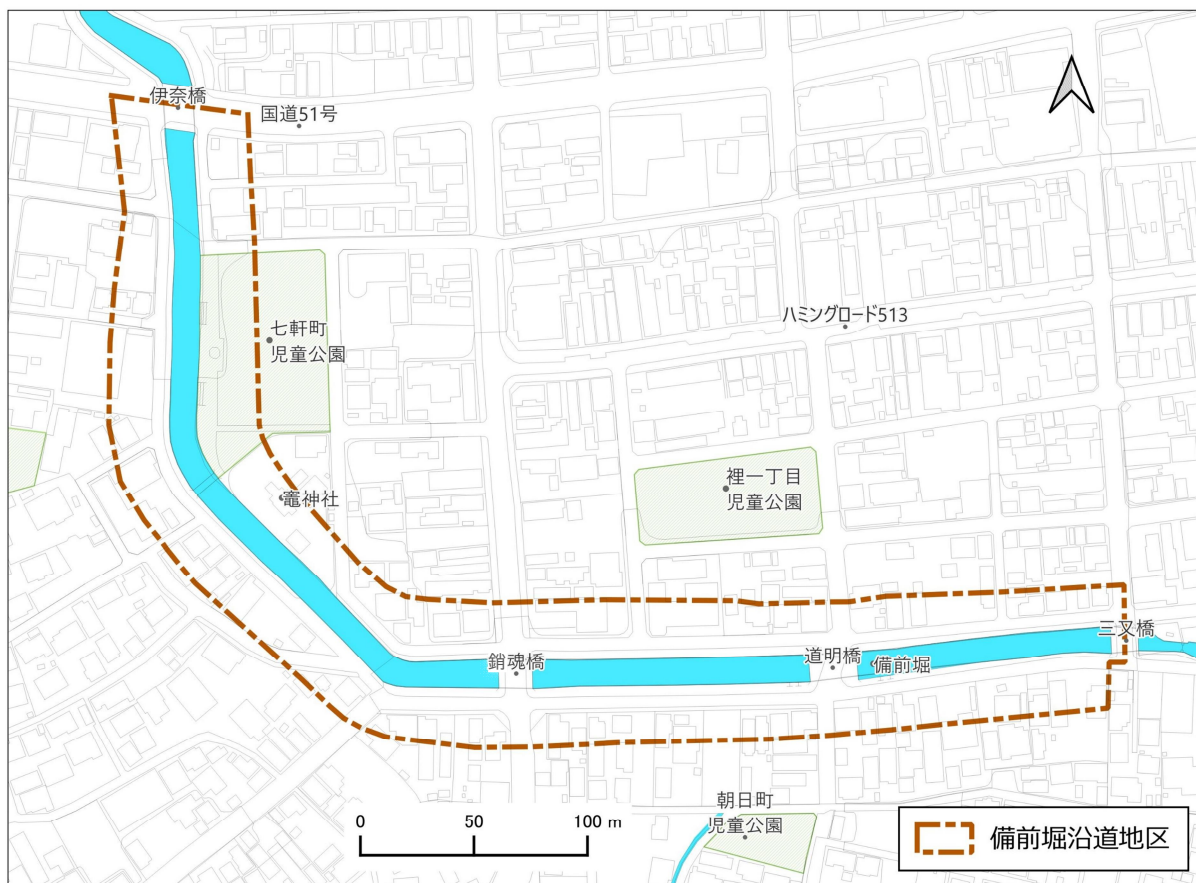 伊奈橋
国道51号
七軒町
児童公園
ハミングロード513
竈神社
裡一丁目
児童公園
三又橋
銷魂橋
道明橋
備前堀
朝日町
児童公園
0 50 100 m
備前堀沿道地区